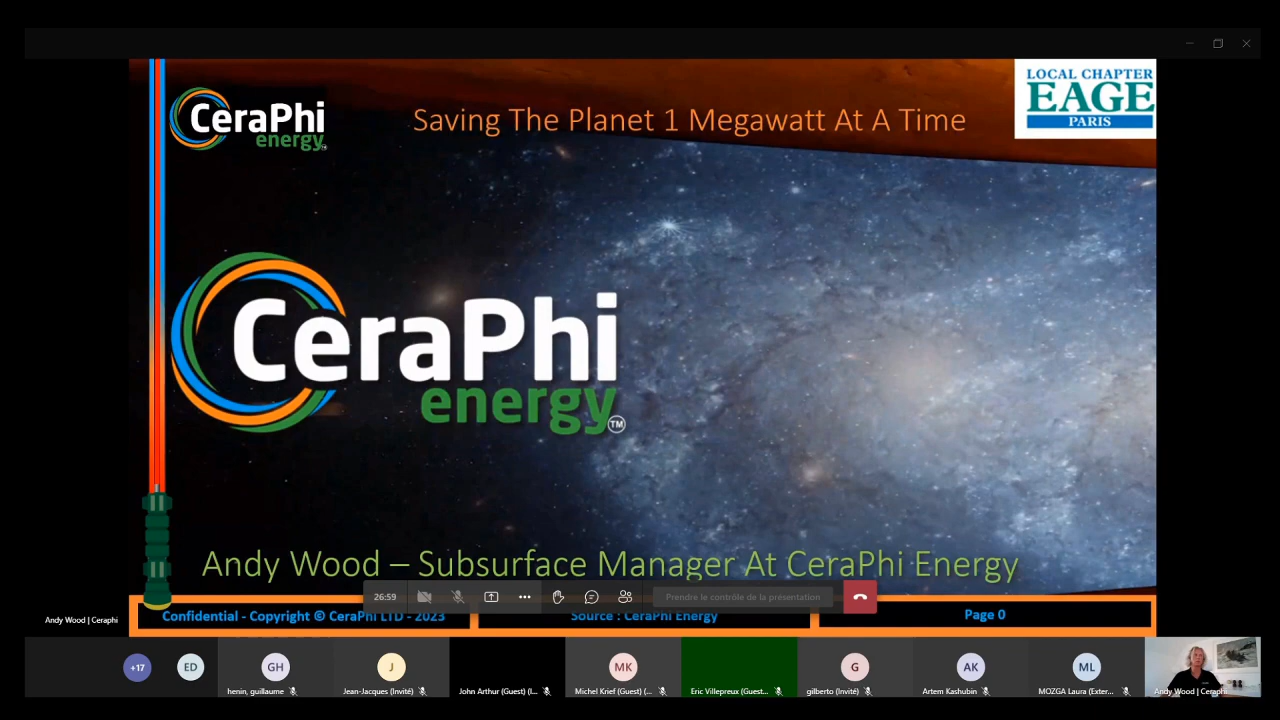 CeraPhi
energy
Saving The Planet 1 Megawatt At A Time
LOCAL CHAPTER
EAGE
PARIS
CeraPhi
energy
TM
Andy Wood – Subsurface Manager At CeraPhi Energy
26:59
Prendre le contrôle de la présentation
Confidential - Copyright © CeraPhi LTD - 2023
Source : CeraPhi Energy
Page 0
Andy Wood | Ceraphi
+17
ED
GH
J
MK
G
AK
ML
henin, guillaume
Jean-Jacques (Invité)
John Arthur (Guest) (I...
Michel Krief (Guest) (...
Eric Villepreux (Guest...
gilberto (Invité)
Artem Kashubin
MOZGA Laura (Exter...
Andy Wood | Ceraphi